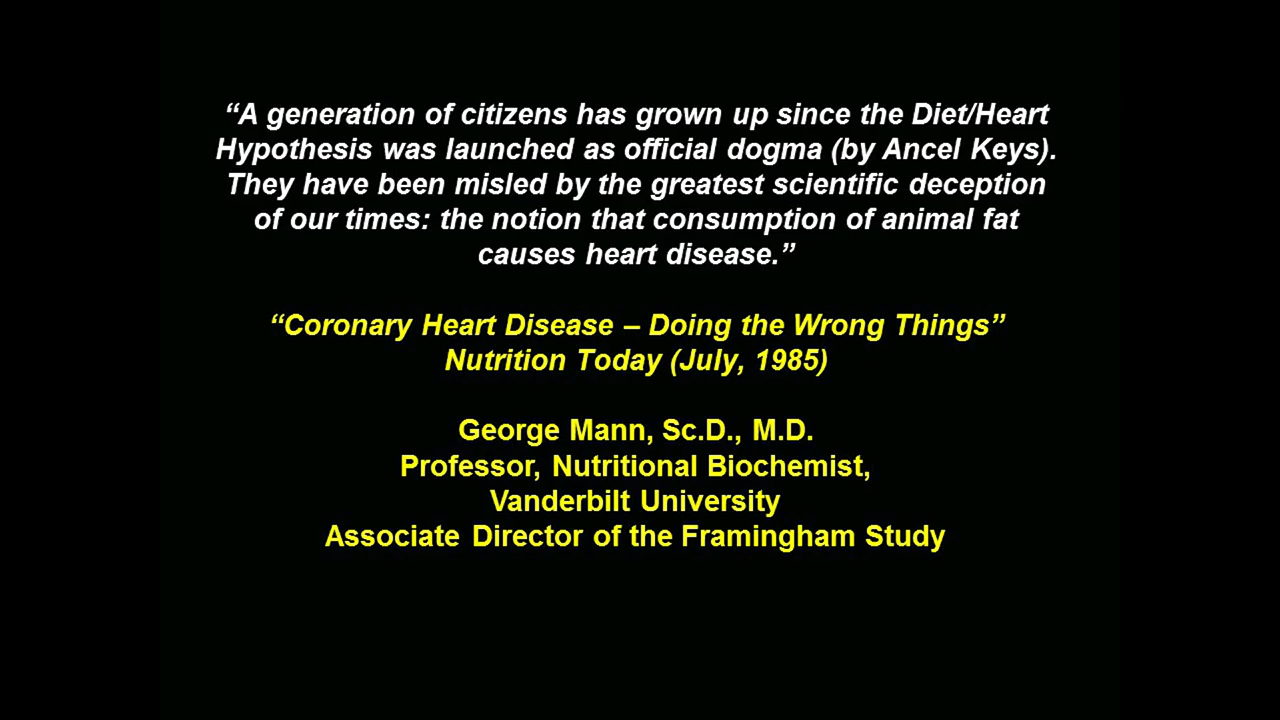 “A generation of citizens has grown up since the Diet/Heart
Hypothesis was launched as official dogma (by Ancel Keys).
They have been misled by the greatest scientific deception
of our times: the notion that consumption of animal fat
causes heart disease.”
“Coronary Heart Disease – Doing the Wrong Things”
Nutrition Today (July, 1985)
George Mann, Sc.D., M.D.
Professor, Nutritional Biochemist,
Vanderbilt University
Associate Director of the Framingham Study